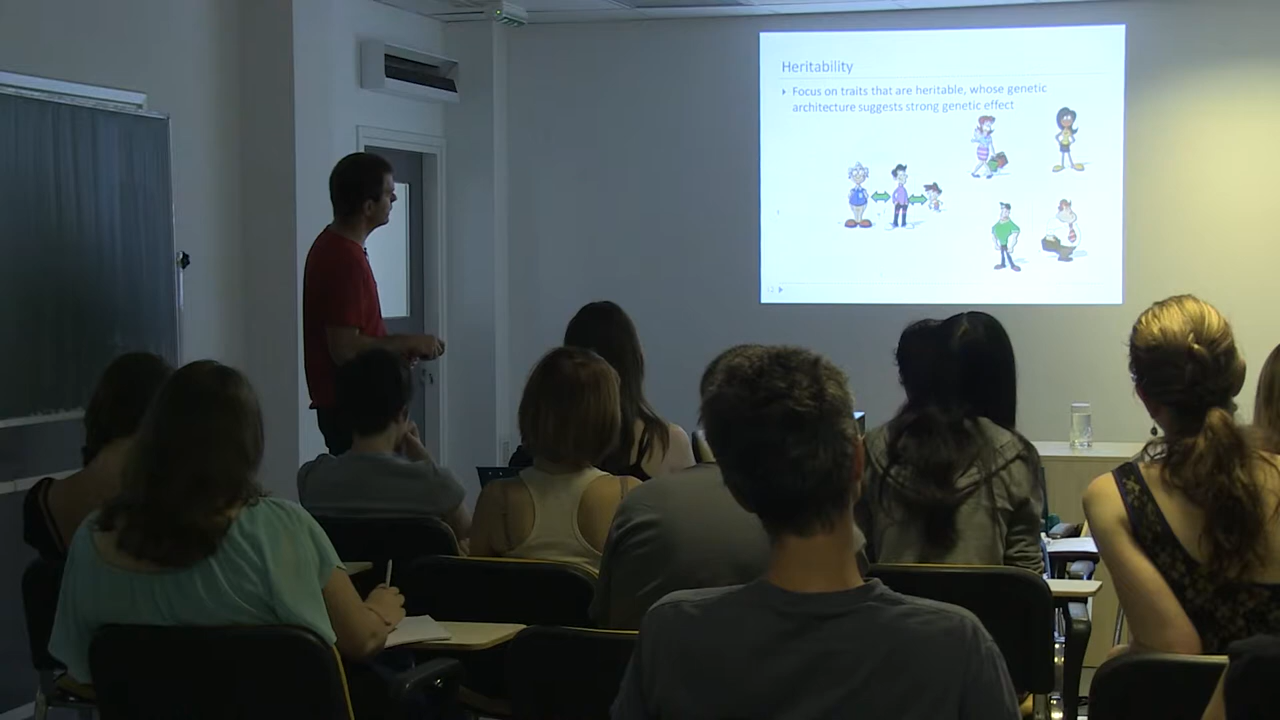 Heritability
Focus on traits that are heritable, whose genetic
architecture suggests strong genetic effect